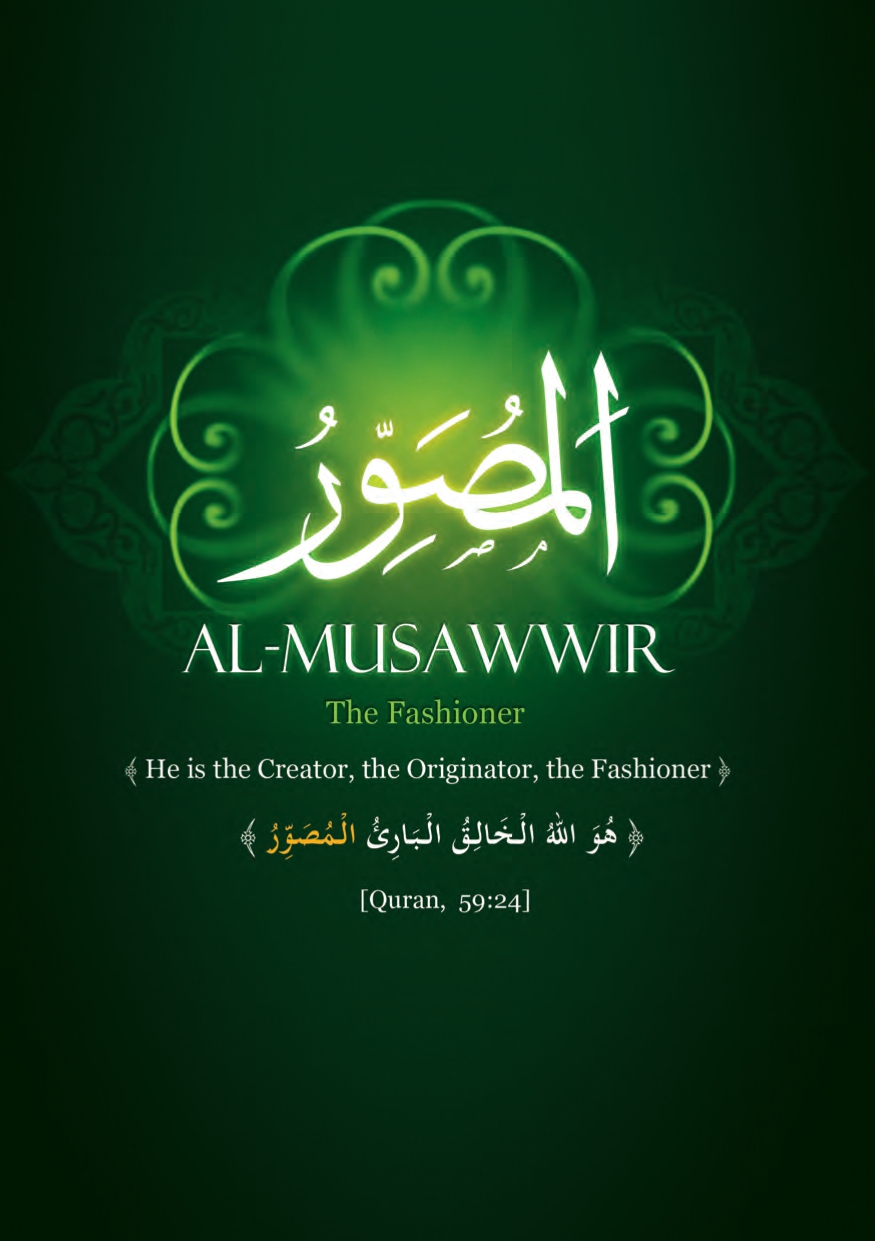 المُصَوِّرُ
AL-MUSAWWIR
The Fashioner
﴾ He is the Creator, the Originator, the Fashioner ﴿
﴿ هُوَ اللهُ الْخَالِقُ الْبَارِئُ الْمُصَوِّرُ ﴾
[Quran, 59:24]